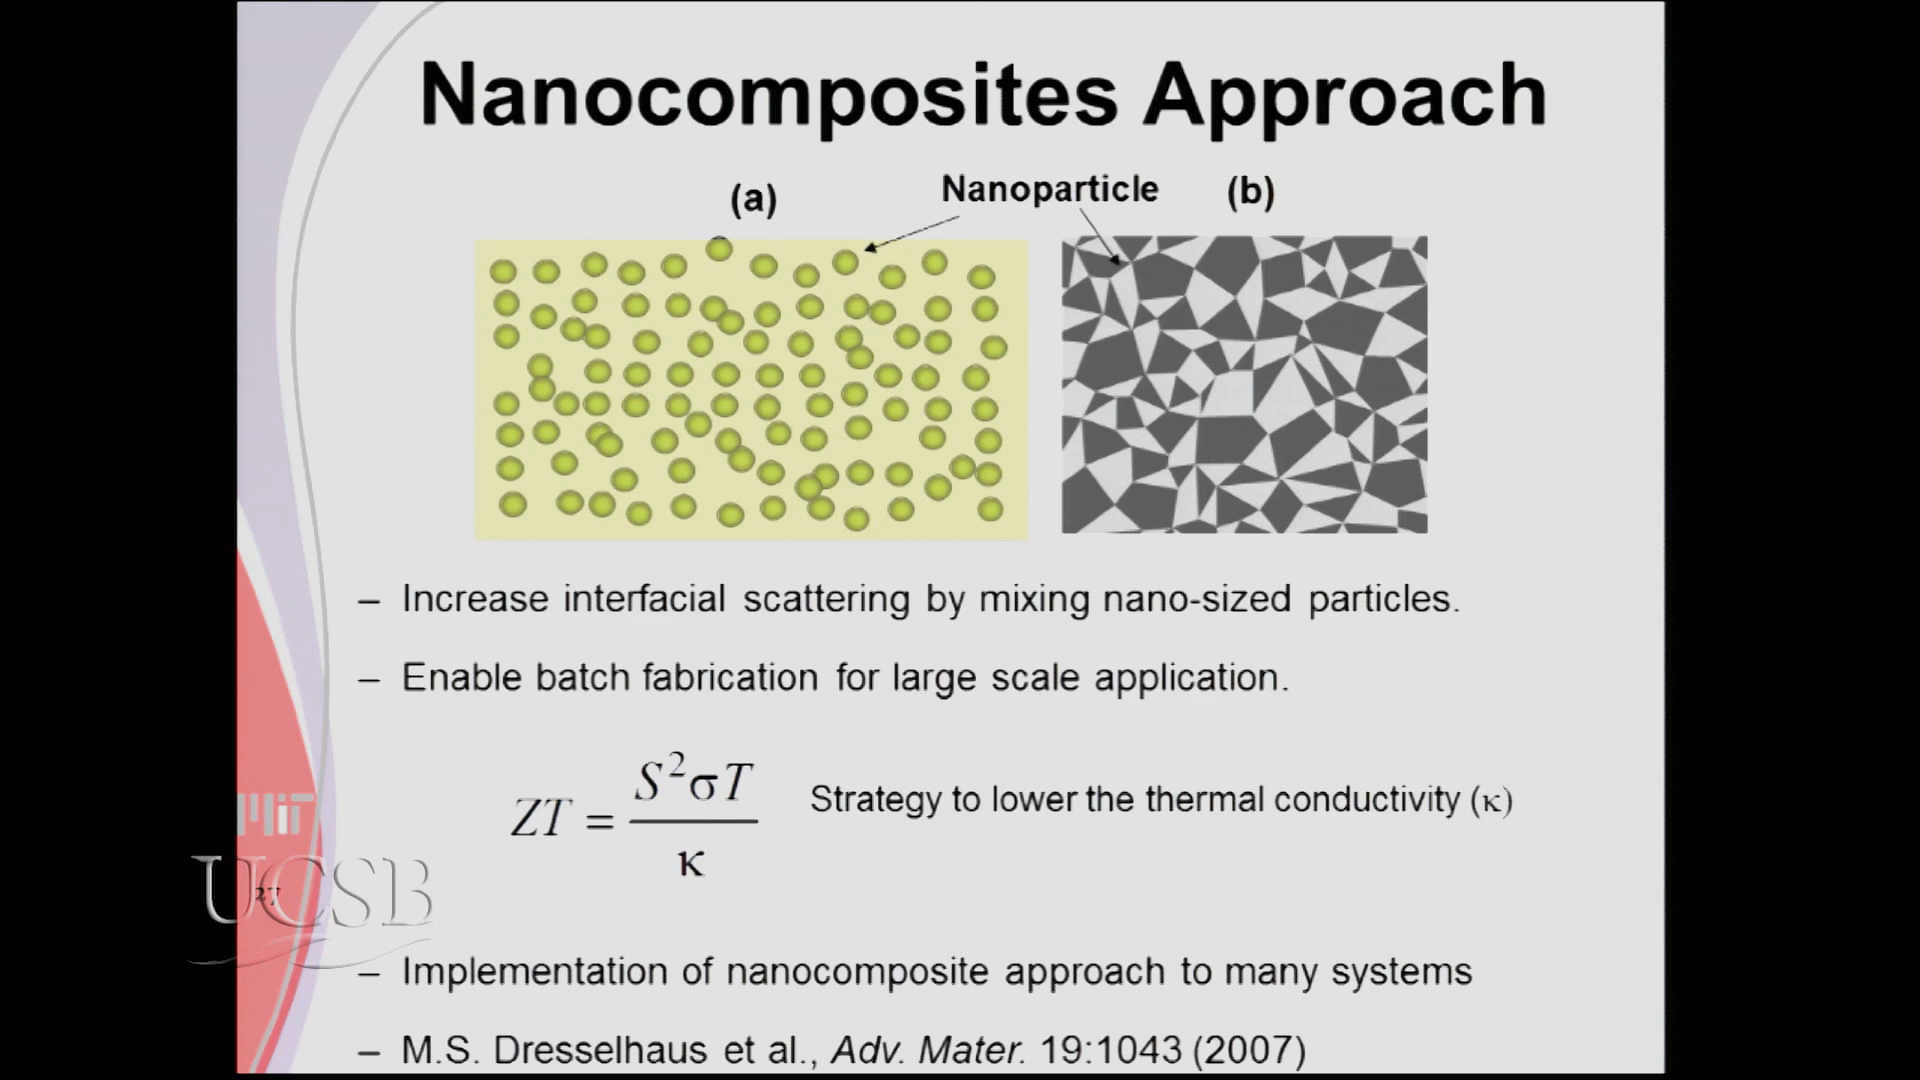 Nanocomposites Approach
(a)
Nanoparticle
(b)
– Increase interfacial scattering by mixing nano-sized particles.
– Enable batch fabrication for large scale application.
ZT = S²σT / κ
Strategy to lower the thermal conductivity (κ)
MIT
27
UCSB
– Implementation of nanocomposite approach to many systems
– M.S. Dresselhaus et al., Adv. Mater. 19:1043 (2007)